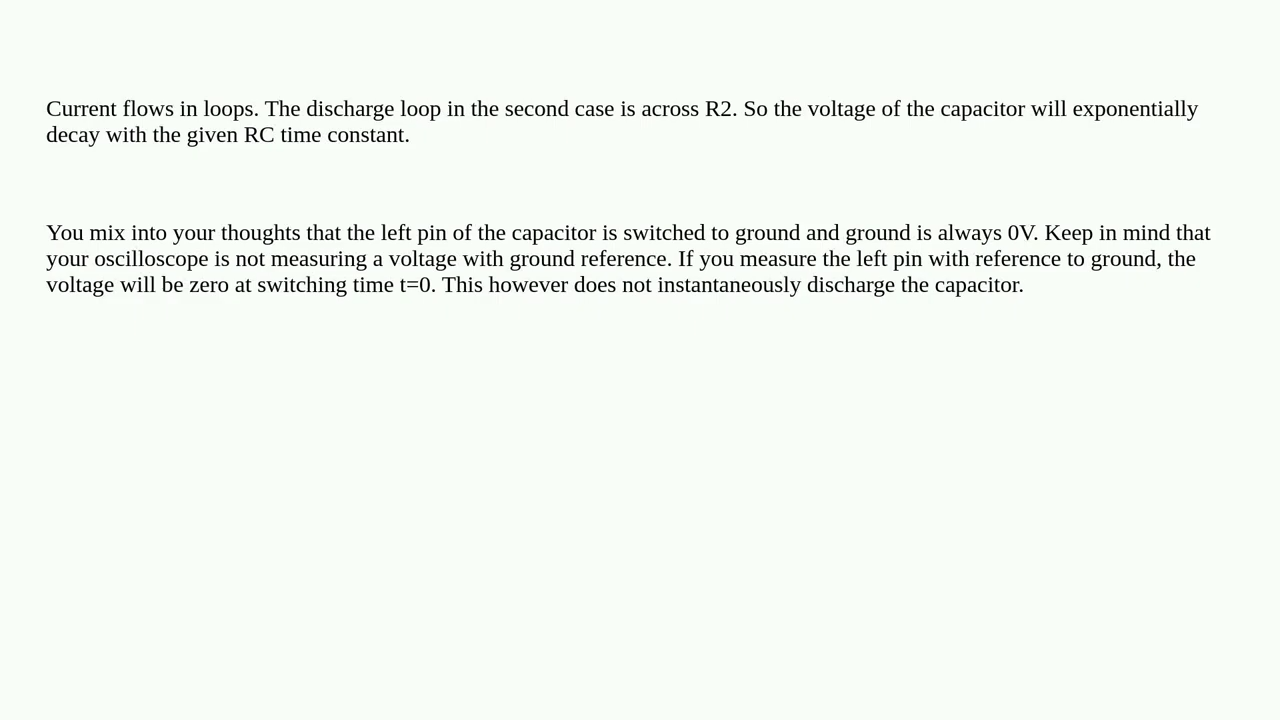 Current flows in loops. The discharge loop in the second case is across R2. So the voltage of the capacitor will exponentially
decay with the given RC time constant.
You mix into your thoughts that the left pin of the capacitor is switched to ground and ground is always 0V. Keep in mind that
your oscilloscope is not measuring a voltage with ground reference. If you measure the left pin with reference to ground, the
voltage will be zero at switching time t=0. This however does not instantaneously discharge the capacitor.